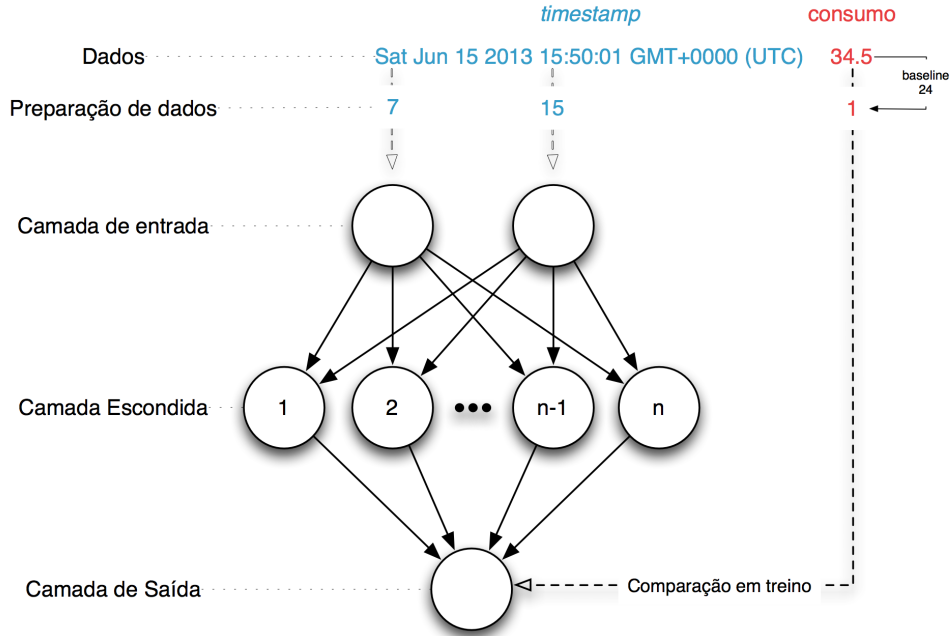 timestamp consumo
Dados Sat Jun 15 2013 15:50:01 GMT+0000 (UTC) 34.5
baseline
24
Preparação de dados 7 15 1
Camada de entrada
Camada Escondida 1 2 ••• n-1 n
Camada de Saída Comparação em treino